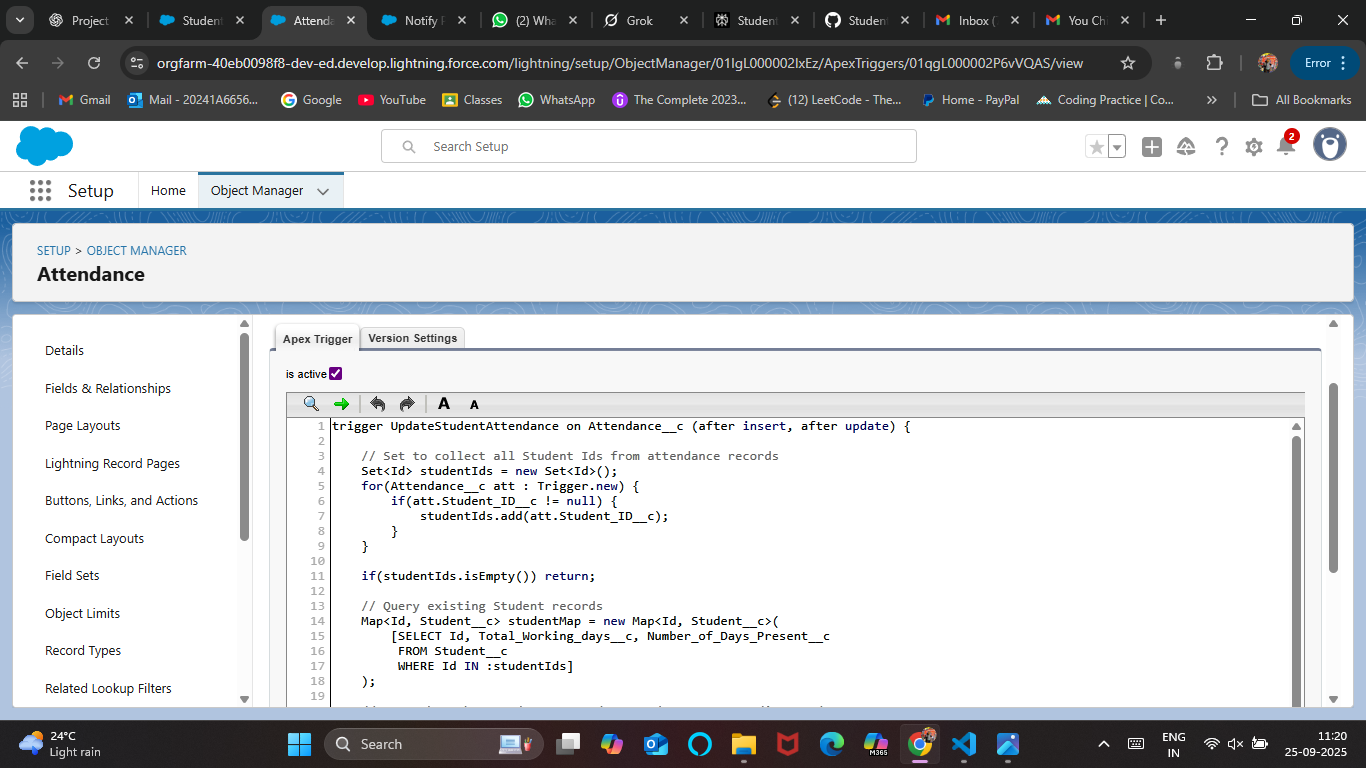 Project
Student
Attenda
Notify P
(2) Wha
Grok
Student
Student
Inbox (
You Chi
orgfarm-40eb0098f8-dev-ed.develop.lightning.force.com/lightning/setup/ObjectManager/01IgL000002lxEz/ApexTriggers/01qgL000002P6vVQAS/view
Error
Gmail
Mail - 20241A6656...
Google
YouTube
Classes
WhatsApp
The Complete 2023...
(12) LeetCode - The...
Home - PayPal
Coding Practice | Co...
All Bookmarks
Search Setup
2
Setup
Home
Object Manager
SETUP > OBJECT MANAGER
Attendance
Details
Fields & Relationships
Page Layouts
Lightning Record Pages
Buttons, Links, and Actions
Compact Layouts
Field Sets
Object Limits
Record Types
Related Lookup Filters
Apex Trigger
Version Settings
is active
A A
1 trigger UpdateStudentAttendance on Attendance__c (after insert, after update) {
2
3 // Set to collect all Student Ids from attendance records
4 Set<Id> studentIds = new Set<Id>();
5 for(Attendance__c att : Trigger.new) {
6 if(att.Student_ID__c != null) {
7 studentIds.add(att.Student_ID__c);
8 }
9 }
10
11 if(studentIds.isEmpty()) return;
12
13 // Query existing Student records
14 Map<Id, Student__c> studentMap = new Map<Id, Student__c>(
15 [SELECT Id, Total_Working_days__c, Number_of_Days_Present__c
16 FROM Student__c
17 WHERE Id IN :studentIds]
18 );
19
24°C
Light rain
Search
M365
ENG
IN
11:20
25-09-2025